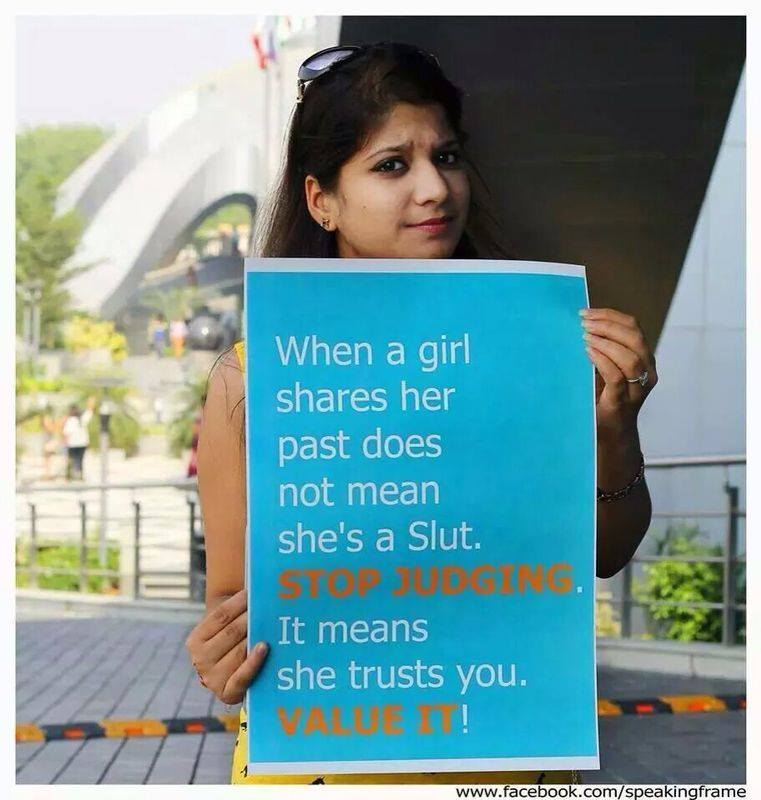 When a girl
shares her
past does
not mean
she's a Slut.
STOP JUDGING.
It means
she trusts you.
VALUE IT!
www.facebook.com/speakingframe